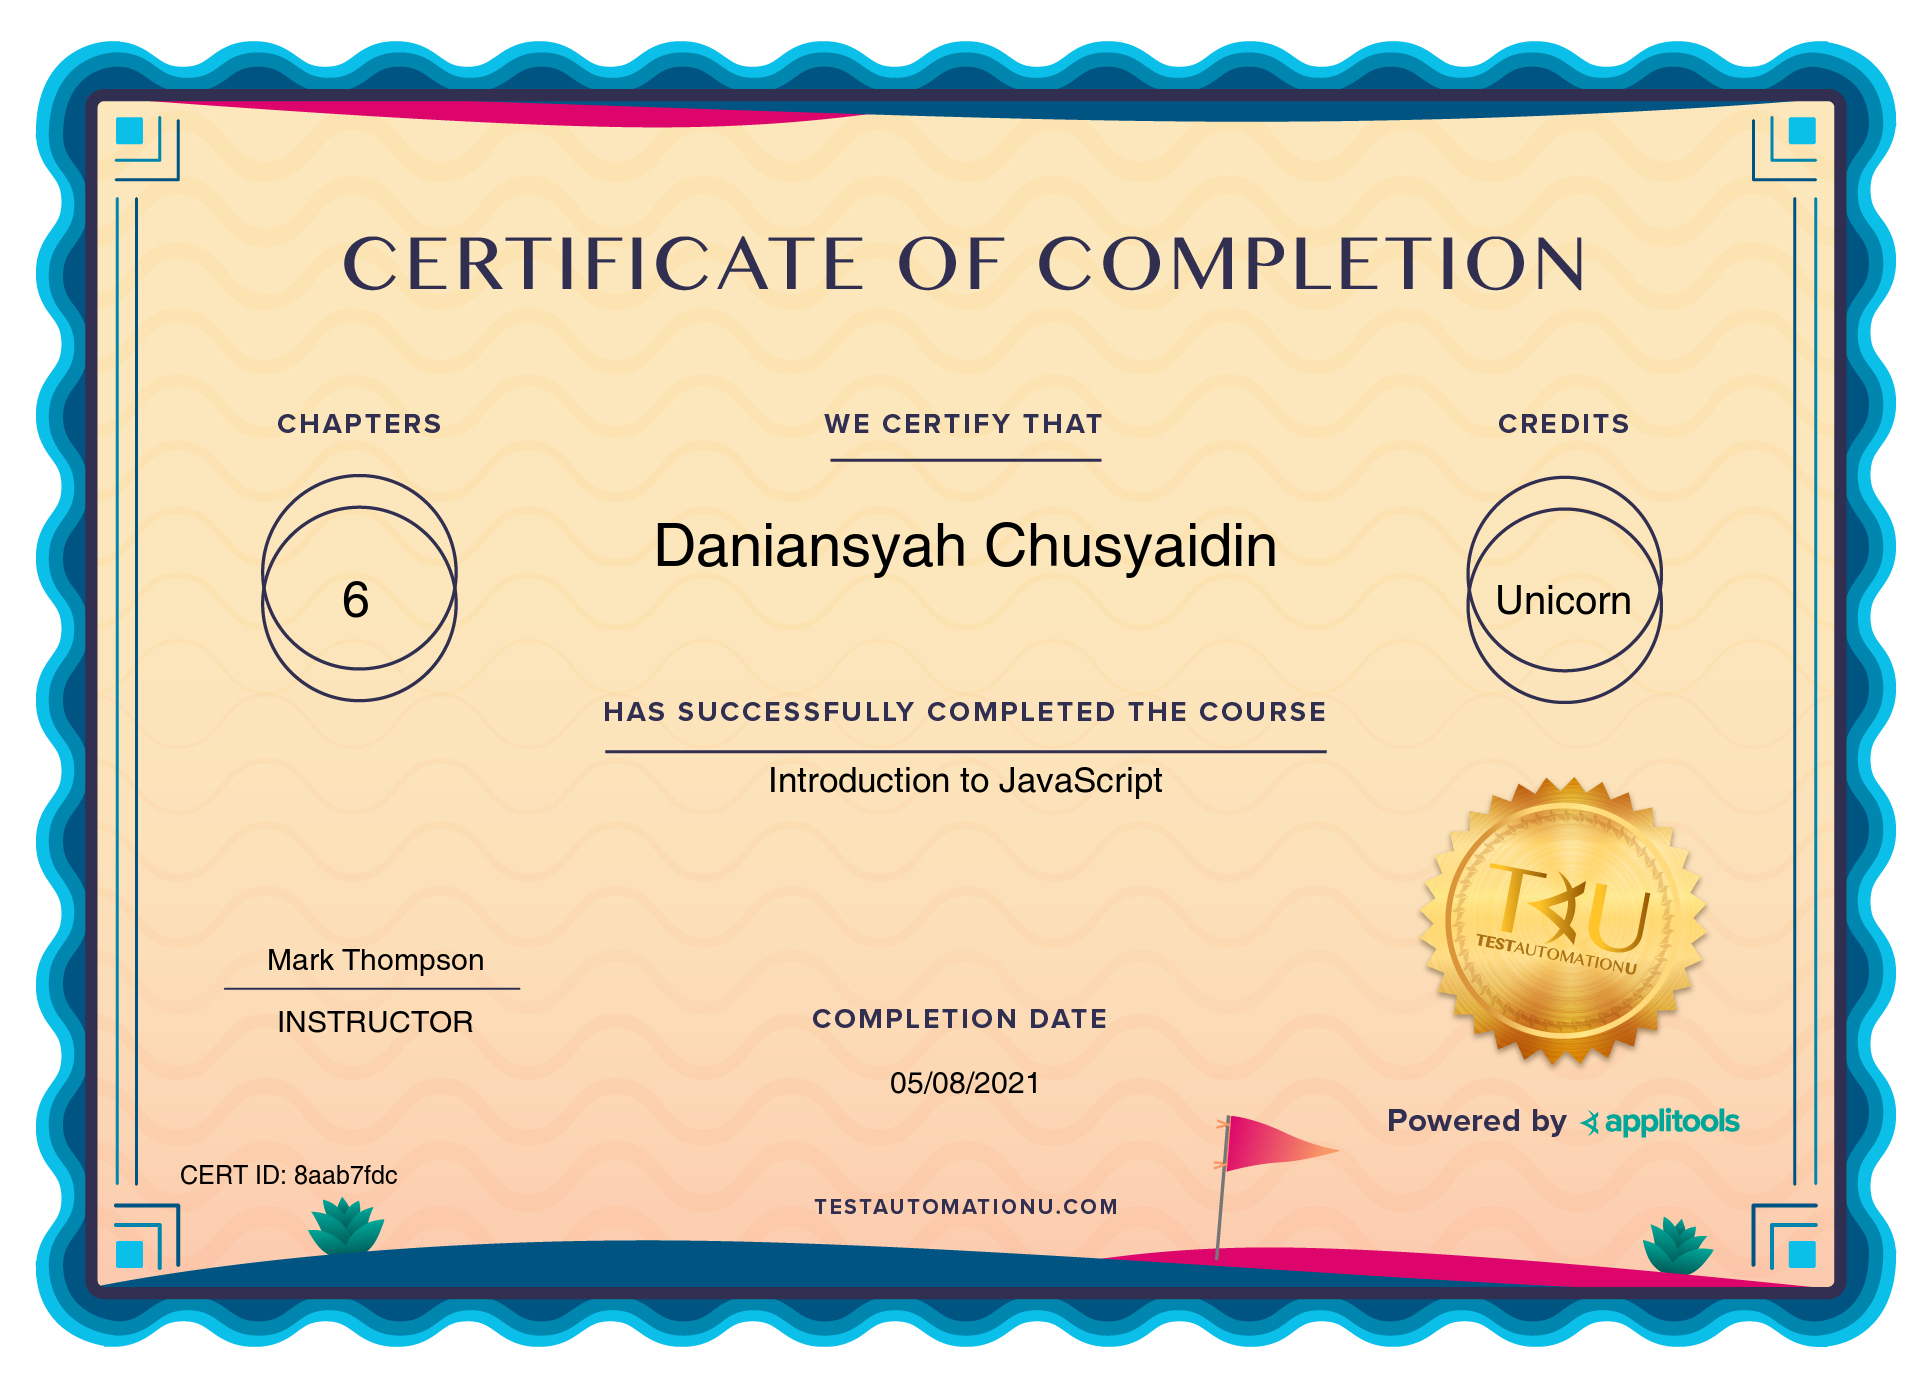 CERTIFICATE OF COMPLETION
CHAPTERS
6
WE CERTIFY THAT
Daniansyah Chusyaidin
CREDITS
Unicorn
HAS SUCCESSFULLY COMPLETED THE COURSE
Introduction to JavaScript
TAU
TESTAUTOMATIONU
Mark Thompson
INSTRUCTOR
COMPLETION DATE
05/08/2021
Powered by applitools
CERT ID: 8aab7fdc
TESTAUTOMATIONU.COM